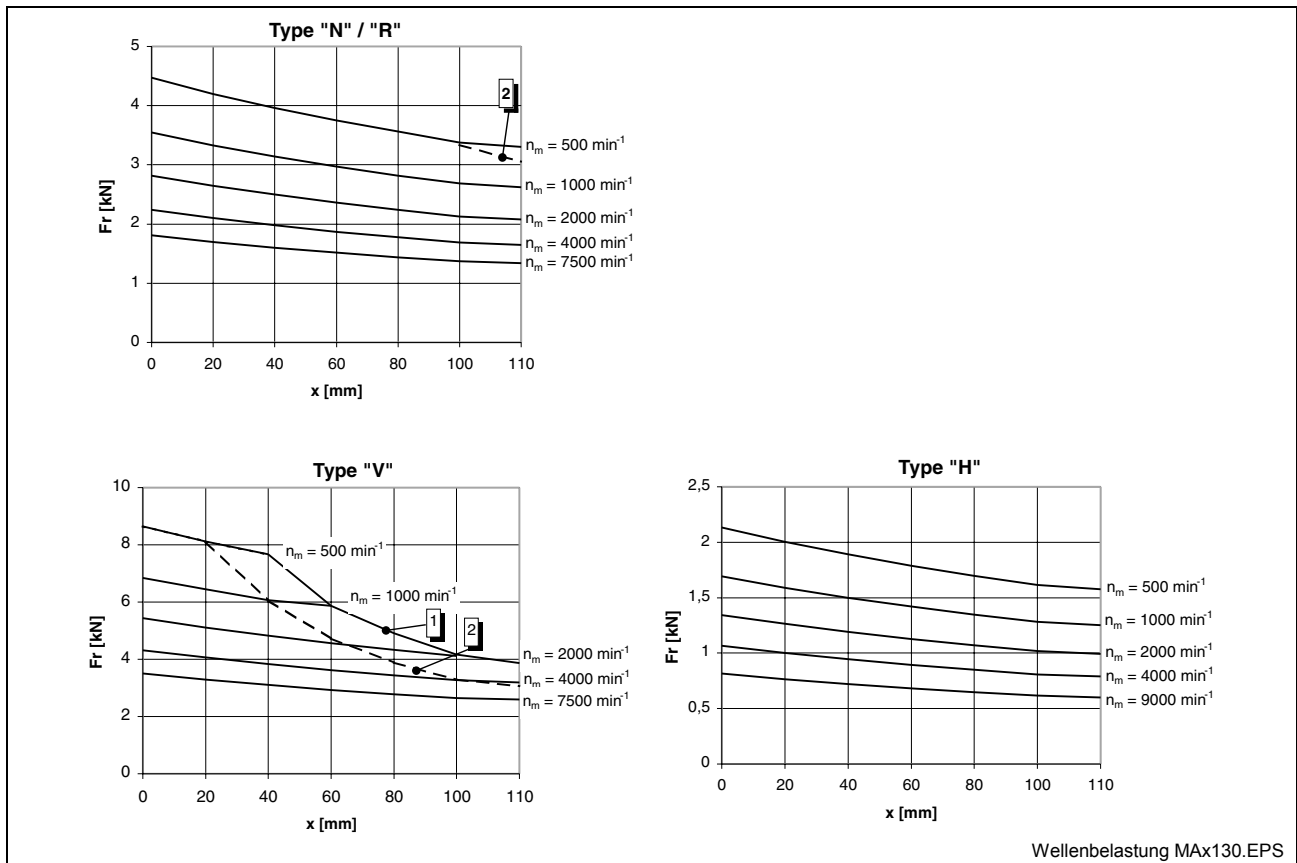 Type "N" / "R"
5
4
3
2
1
0
Fr [kN]
2
n_m = 500 min⁻¹
n_m = 1000 min⁻¹
n_m = 2000 min⁻¹
n_m = 4000 min⁻¹
n_m = 7500 min⁻¹
0 20 40 60 80 100 110
x [mm]
Type "V"
10
8
6
4
2
0
Fr [kN]
n_m = 500 min⁻¹
n_m = 1000 min⁻¹
1
2
n_m = 2000 min⁻¹
n_m = 4000 min⁻¹
n_m = 7500 min⁻¹
0 20 40 60 80 100 110
x [mm]
Type "H"
2,5
2
1,5
1
0,5
0
Fr [kN]
n_m = 500 min⁻¹
n_m = 1000 min⁻¹
n_m = 2000 min⁻¹
n_m = 4000 min⁻¹
n_m = 9000 min⁻¹
0 20 40 60 80 100 110
x [mm]
Wellenbelastung MAx130.EPS